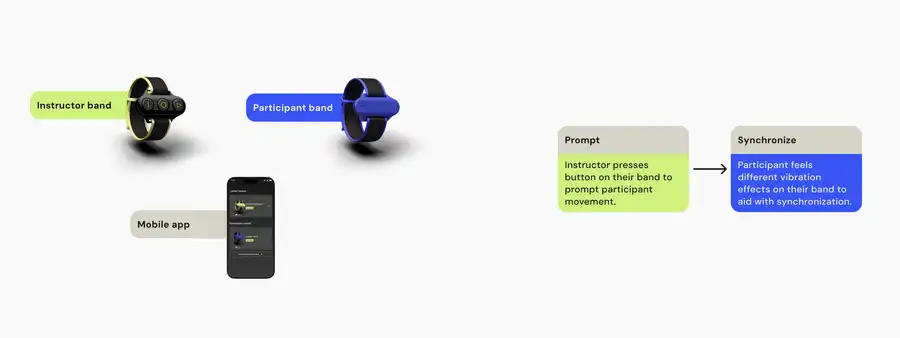 Instructor band
Participant band
Mobile app
Prompt
Instructor presses
button on their band to
prompt participant
movement.
Synchronize
Participant feels
different vibration
effects on their band to
aid with synchronization.